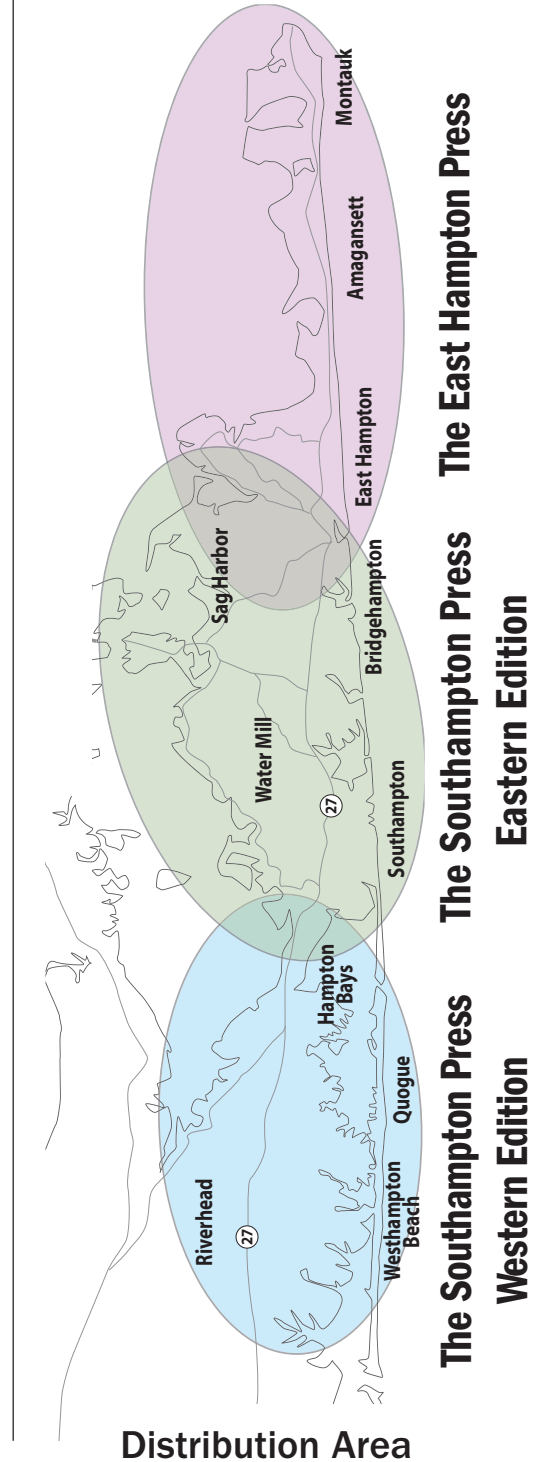 Distribution Area
Riverhead
27
Westhampton
Beach
Quogue
Hampton
Bays
Southampton
27
Water Mill
Sag Harbor
Bridgehampton
East Hampton
Amagansett
Montauk
The Southampton Press
Western Edition
The Southampton Press
Eastern Edition
The East Hampton Press